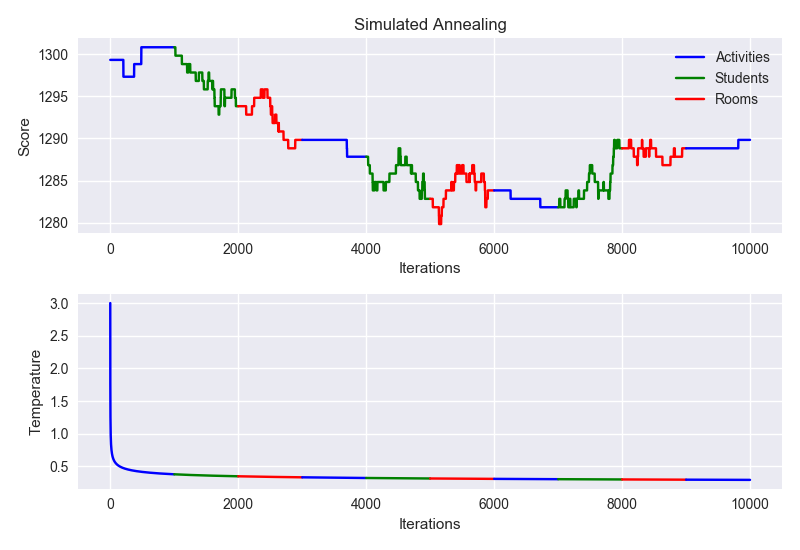 Simulated Annealing
1300
1295
1290
1285
1280
Score
Activities
Students
Rooms
0 2000 4000 6000 8000 10000
Iterations
3.0
2.5
2.0
1.5
1.0
0.5
Temperature
0 2000 4000 6000 8000 10000
Iterations